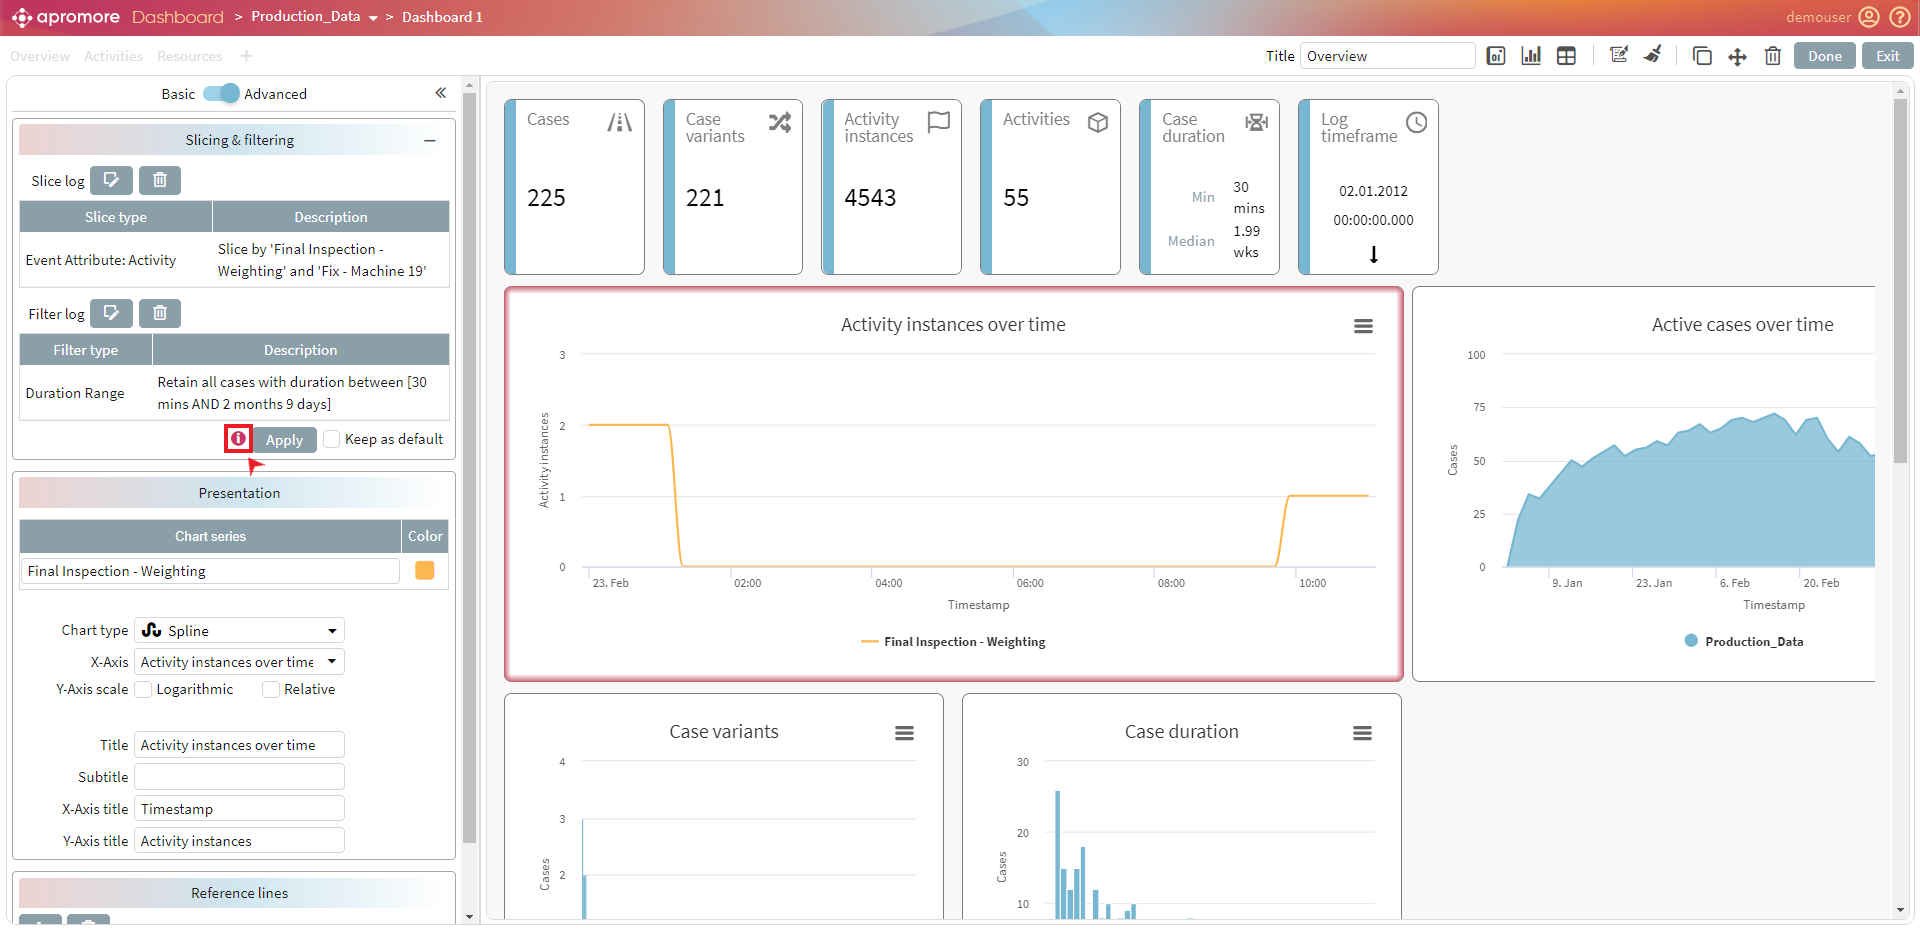 apromore Dashboard > Production_Data > Dashboard 1
demouser
Overview Activities Resources
Title Overview
Done Exit
Basic Advanced
Slicing & filtering
Slice log
Slice type Description
Event Attribute: Activity
Slice by 'Final Inspection -
Weighting' and 'Fix - Machine 19'
Filter log
Filter type Description
Duration Range
Retain all cases with duration between [30
mins AND 2 months 9 days]
Apply Keep as default
Presentation
Chart series Color
Final Inspection - Weighting
Chart type Spline
X-Axis Activity instances over time
Y-Axis scale Logarithmic Relative
Title Activity instances over time
Subtitle
X-Axis title Timestamp
Y-Axis title Activity instances
Reference lines
Cases
225
Case
variants
221
Activity
instances
4543
Activities
55
Case
duration
Min 30
mins
Median 1.99
wks
Log
timeframe
02.01.2012
00:00:00.000
Activity instances over time
3
2
1
0
Activity instances
23. Feb 02:00 04:00 06:00 08:00 10:00
Timestamp
Final Inspection - Weighting
Active cases over time
100
75
50
25
0
Cases
9. Jan 23. Jan 6. Feb 20. Feb
Timestamp
Production_Data
Case variants
4
3
2
Cases
Case duration
30
20
10
Cases